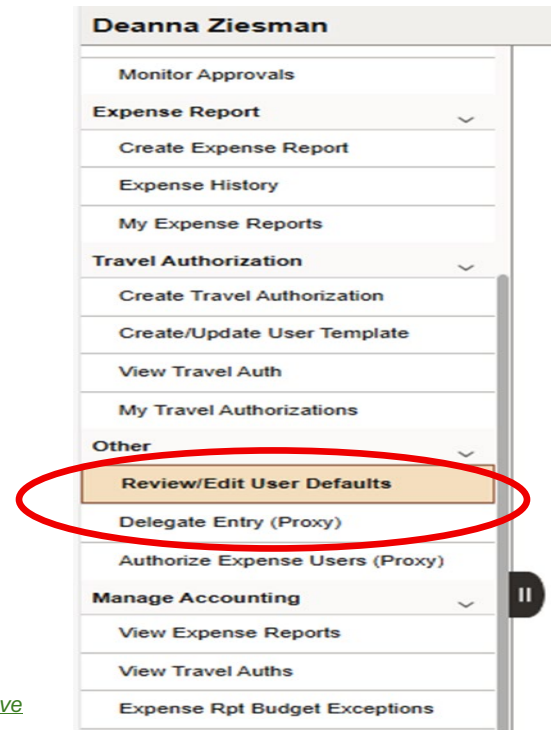 Deanna Ziesman
Monitor Approvals
Expense Report
Create Expense Report
Expense History
My Expense Reports
Travel Authorization
Create Travel Authorization
Create/Update User Template
View Travel Auth
My Travel Authorizations
Other
Review/Edit User Defaults
Delegate Entry (Proxy)
Authorize Expense Users (Proxy)
Manage Accounting
View Expense Reports
View Travel Auths
ve
Expense Rpt Budget Exceptions